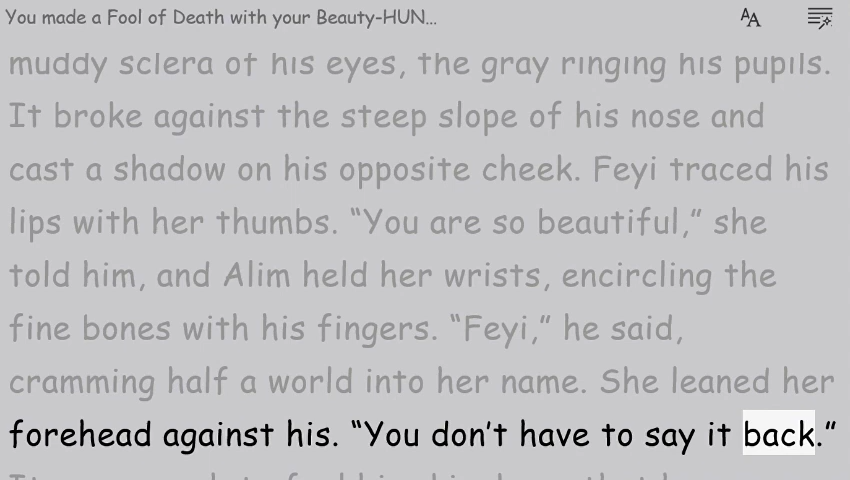 You made a Fool of Death with your Beauty-HUN...
muddy sclera of his eyes, the gray ringing his pupils.
It broke against the steep slope of his nose and
cast a shadow on his opposite cheek. Feyi traced his
lips with her thumbs. “You are so beautiful,” she
told him, and Alim held her wrists, encircling the
fine bones with his fingers. “Feyi,” he said,
cramming half a world into her name. She leaned her
forehead against his. “You don’t have to say it back.”